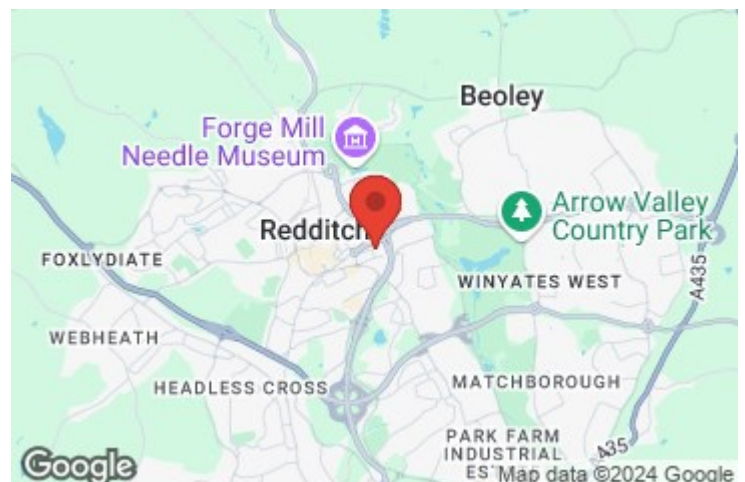 Beoley
Forge Mill
Needle Museum
Arrow Valley
Country Park
Redditch
FOXLYDIATE
WINYATES WEST
A435
WEBHEATH
HEADLESS CROSS
MATCHBOROUGH
PARK FARM
INDUSTRIAL
Google
Map data ©2024 Google